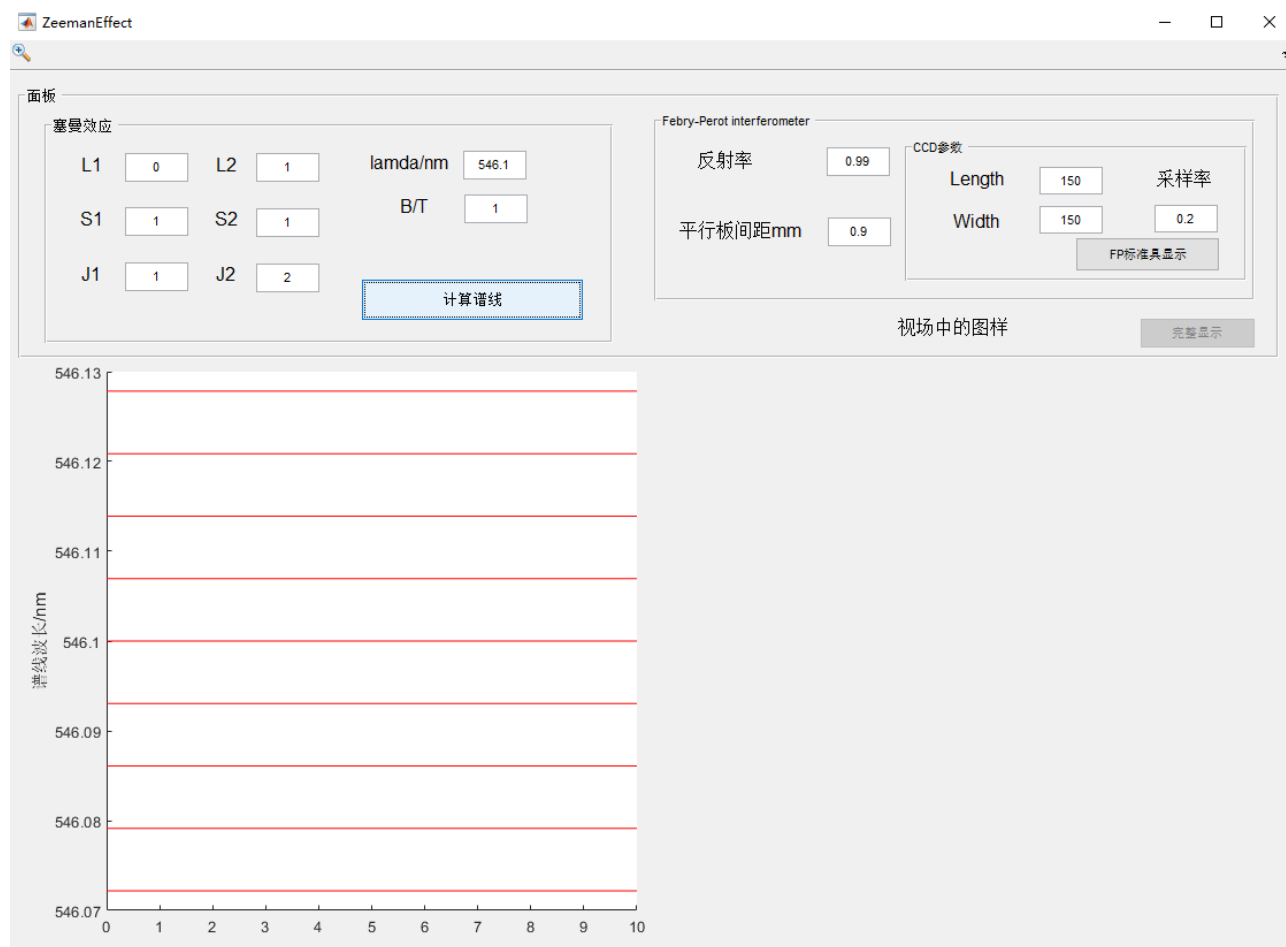 ZeemanEffect
面板
塞曼效应
L1 0 L2 1 lamda/nm 546.1
S1 1 S2 1 B/T 1
J1 1 J2 2
计算谱线
Febry-Perot interferometer
反射率 0.99
平行板间距mm 0.9
CCD参数
Length 150 采样率
Width 150 0.2
FP标准具显示
视场中的图样
完整显示
546.13
546.12
546.11
546.1
546.09
546.08
546.07
谱线波长/nm
0 1 2 3 4 5 6 7 8 9 10